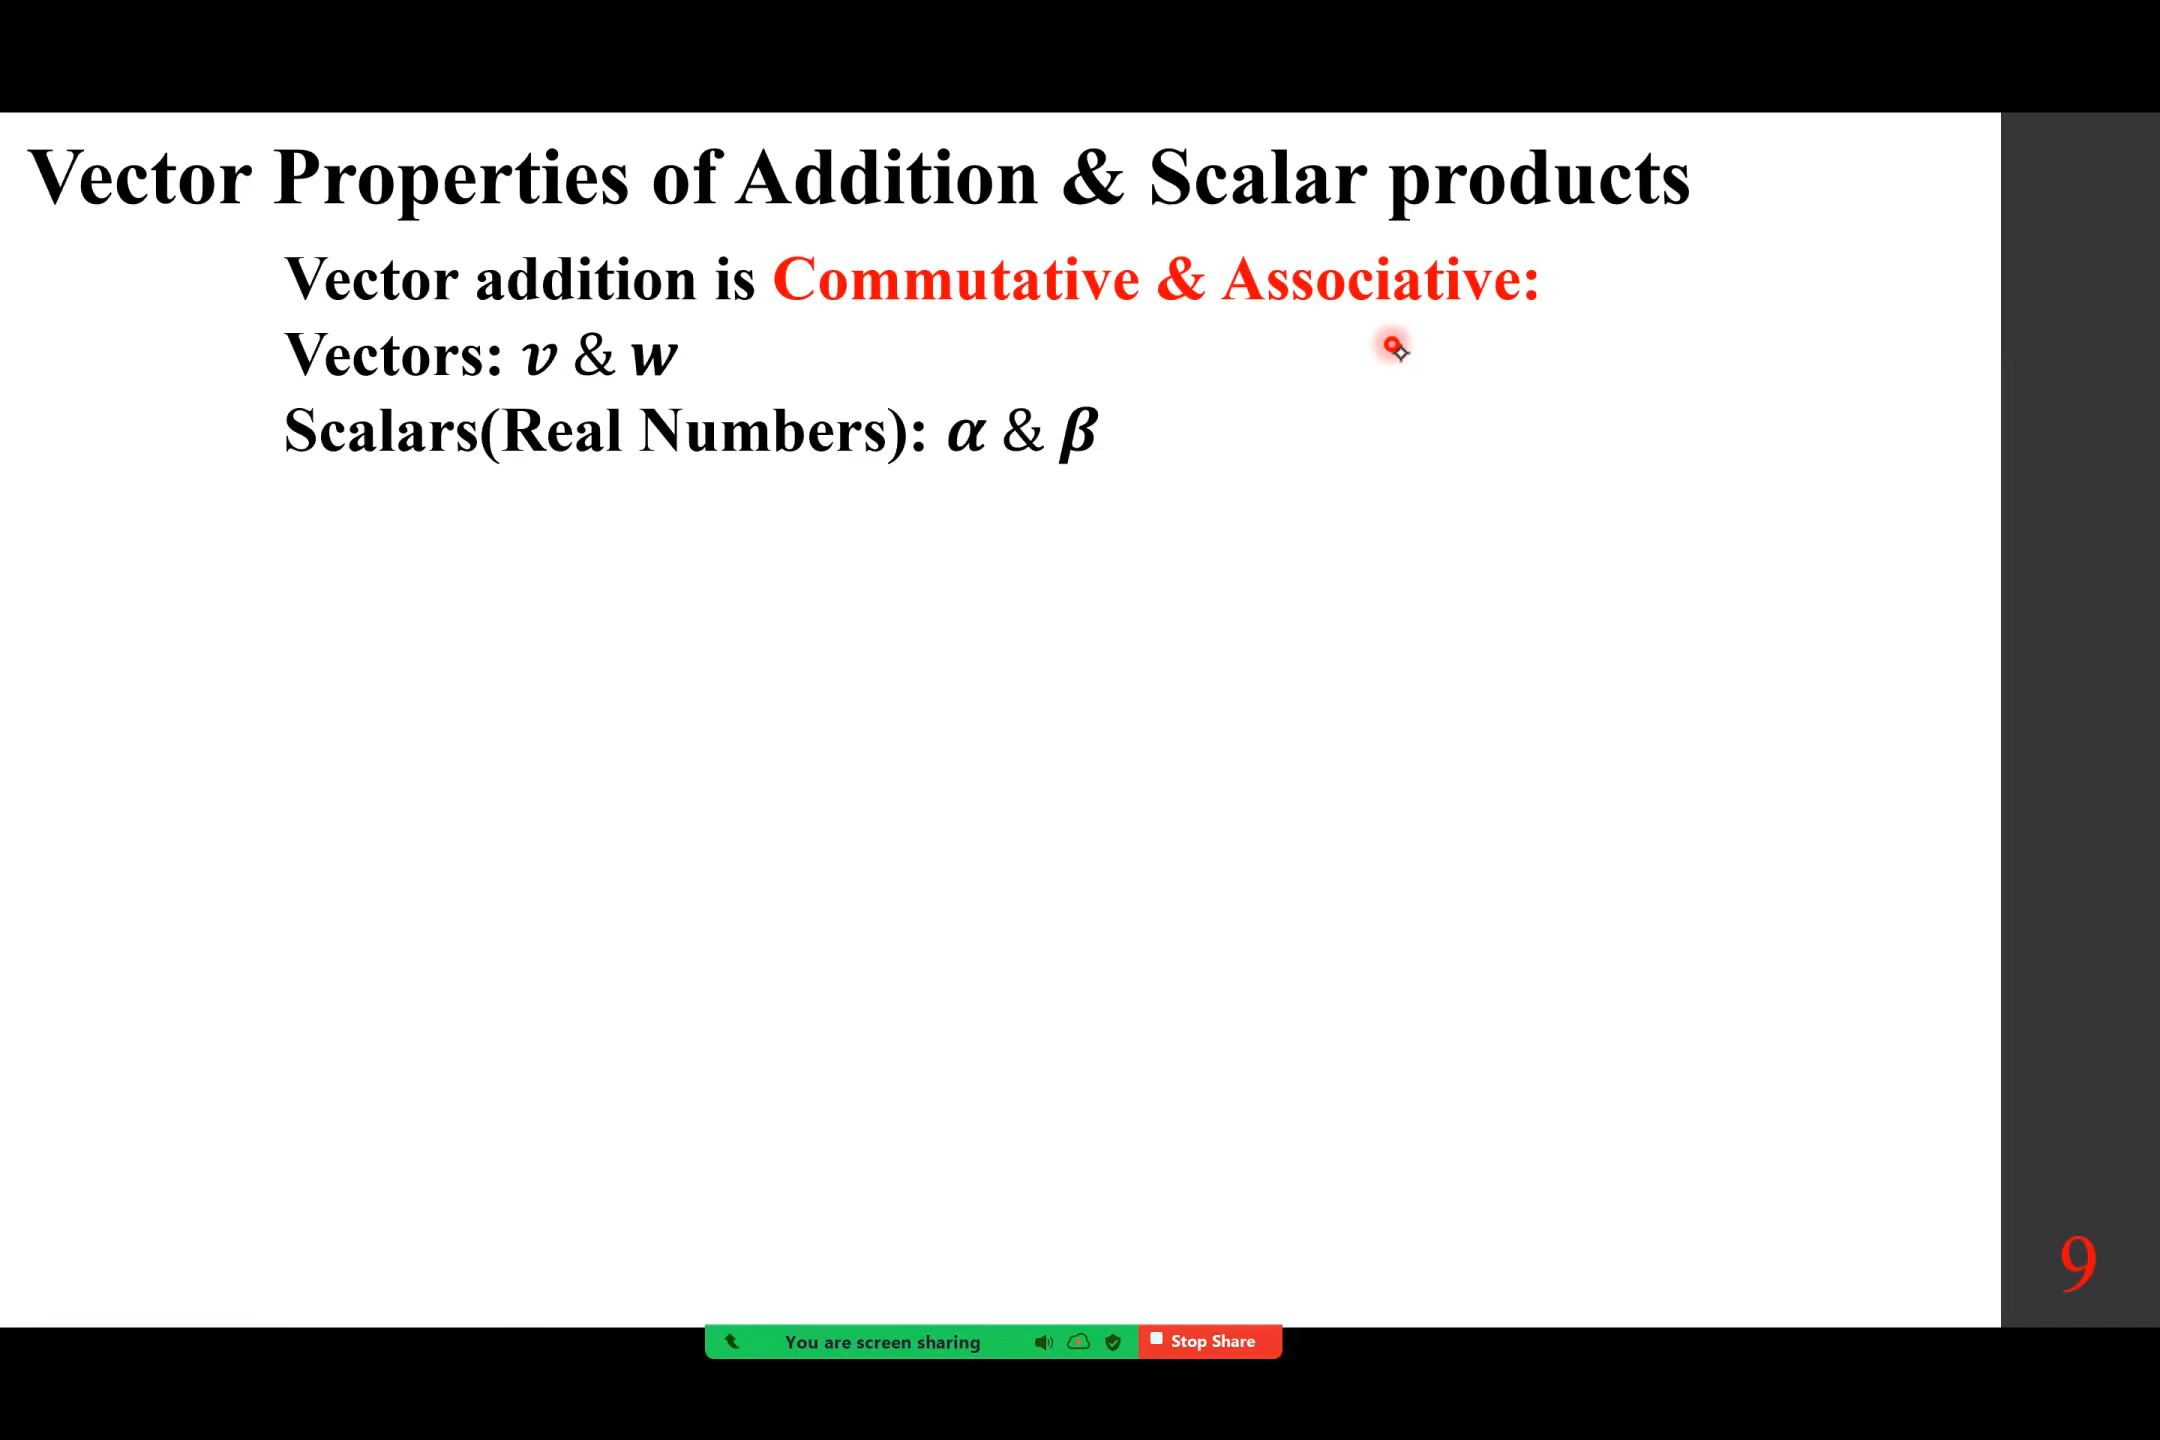 Vector Properties of Addition & Scalar products
Vector addition is Commutative & Associative:
Vectors: 𝒗 & 𝒘
Scalars(Real Numbers): 𝜶 & 𝜷
9
You are screen sharing
Stop Share